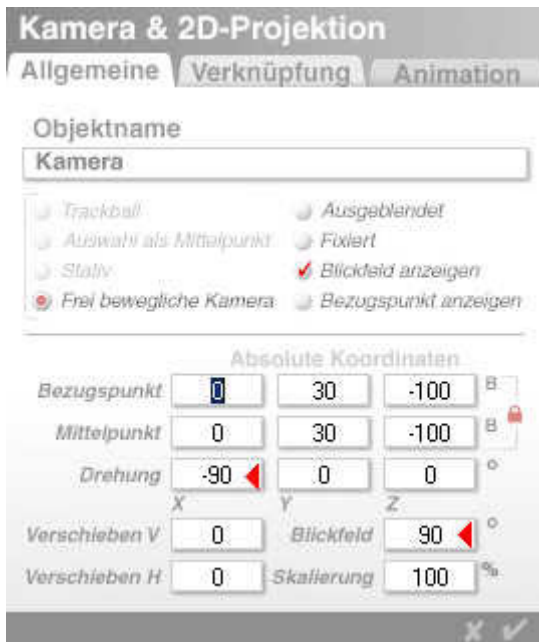 Kamera & 2D-Projektion
Allgemeine Verknüpfung Animation
Objektname
Kamera
Trackball Ausgeblendet
Auswahl als Mittelpunkt Fixiert
Stativ Blickfeld anzeigen
Frei bewegliche Kamera Bezugspunkt anzeigen
Absolute Koordinaten
Bezugspunkt 0 30 -100 B
Mittelpunkt 0 30 -100 B
Drehung -90 0 0 °
X Y Z
Verschieben V 0 Blickfeld 90 °
Verschieben H 0 Skalierung 100 %